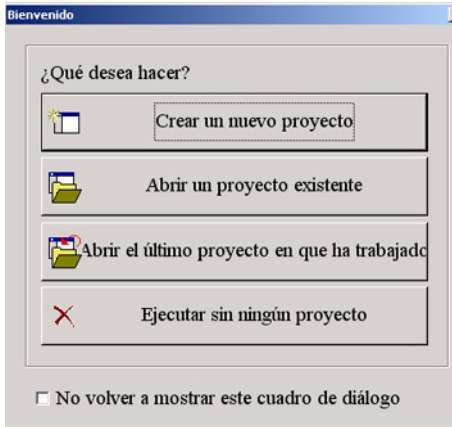 Bienvenido
¿Qué desea hacer?
Crear un nuevo proyecto
Abrir un proyecto existente
Abrir el último proyecto en que ha trabajado
Ejecutar sin ningún proyecto
No volver a mostrar este cuadro de diálogo